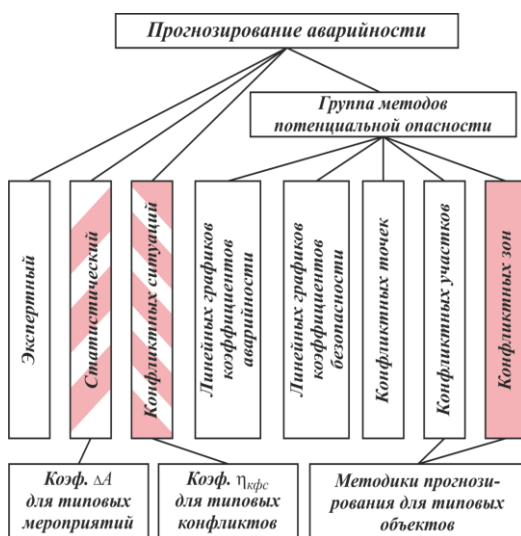 Прогнозирование аварийности
Группа методов
потенциальной опасности
Экспертный
Статистический
Конфликтных ситуаций
Линейных графиков
коэффициентов
аварийности
Линейных графиков
коэффициентов
безопасности
Конфликтных точек
Конфликтных участков
Конфликтных зон
Коэф. ΔA
для типовых
мероприятий
Коэф. ηкфс
для типовых
конфликтов
Методики прогнози-
рования для типовых
объектов